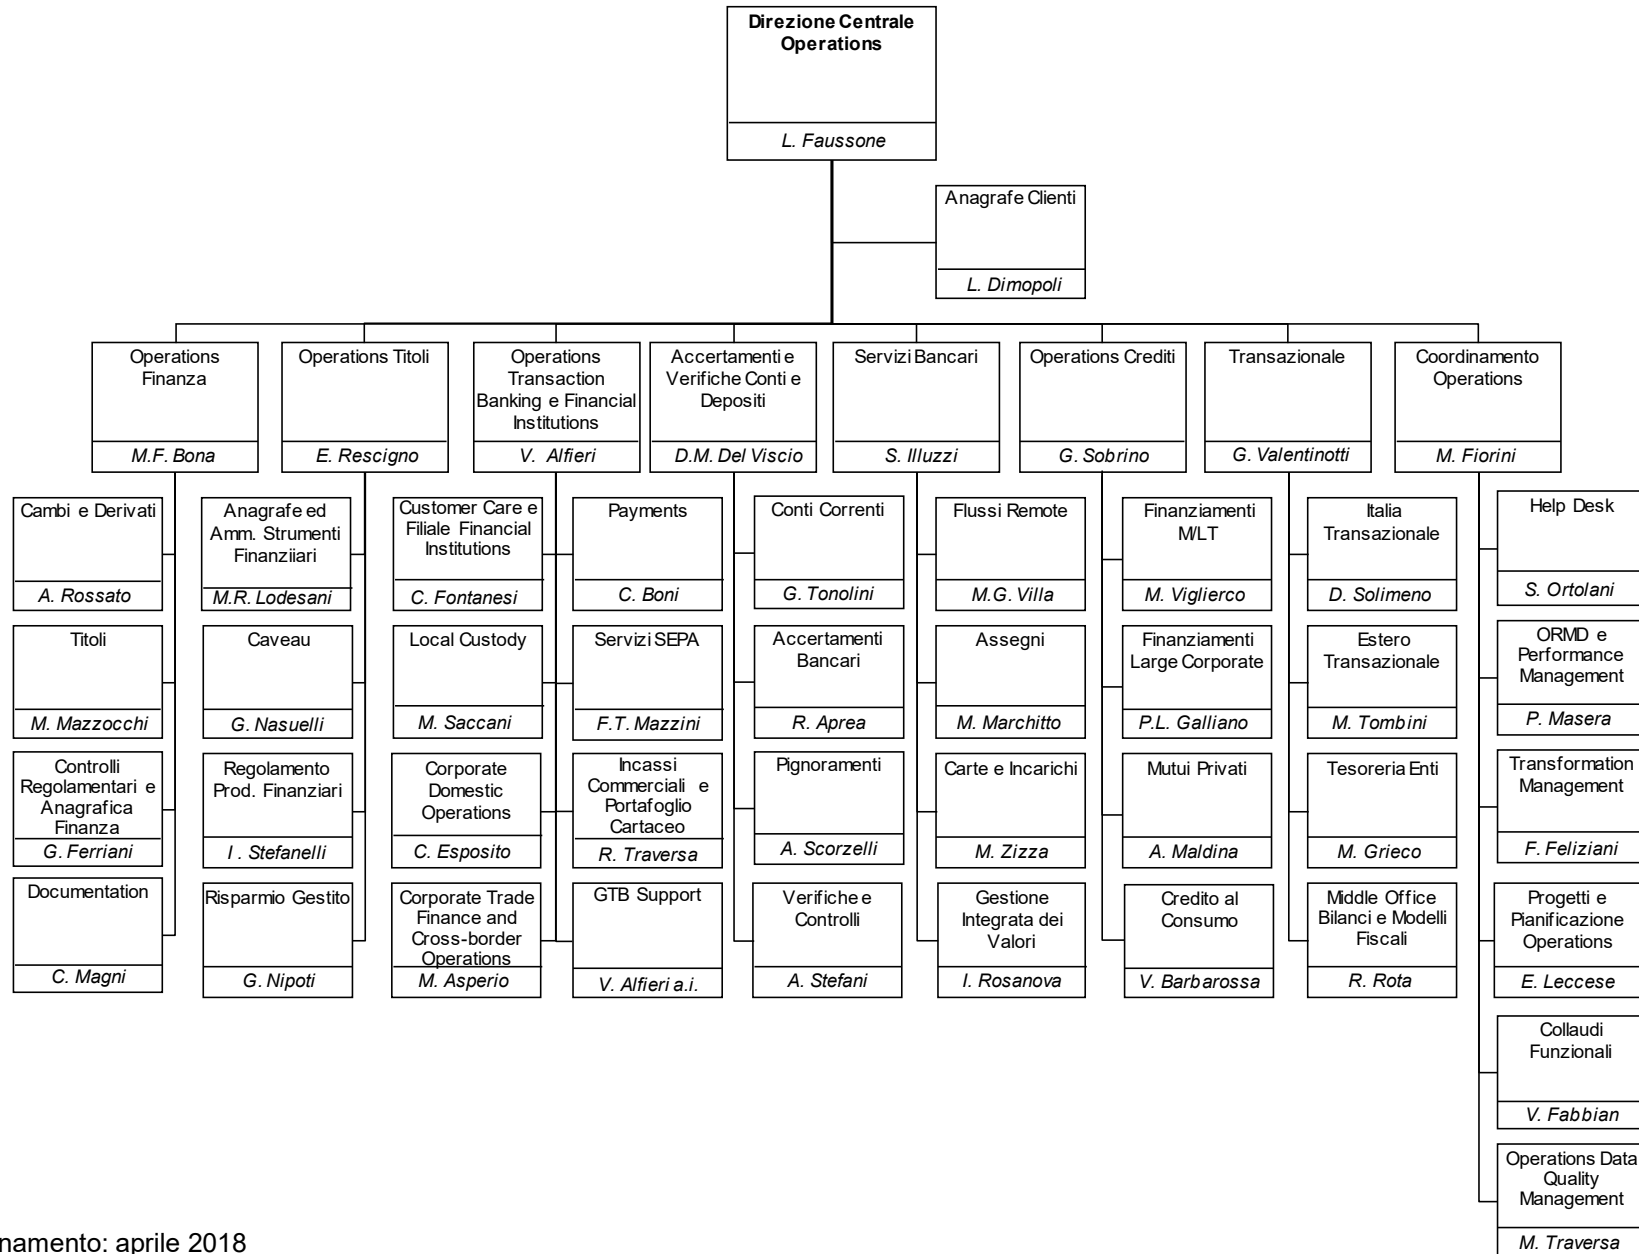 Direzione Centrale
Operations
L. Faussone
Anagrafe Clienti
L. Dimopoli
Operations
Finanza
M.F. Bona
Operations Titoli
E. Rescigno
Operations
Transaction
Banking e Financial
Institutions
V. Alfieri
Accertamenti e
Verifiche Conti e
Depositi
D.M. Del Viscio
Servizi Bancari
S. Illuzzi
Operations Crediti
G. Sobrino
Transazionale
G. Valentinotti
Coordinamento
Operations
M. Fiorini
Cambi e Derivati
A. Rossato
Titoli
M. Mazzocchi
Controlli
Regolamentari e
Anagrafica
Finanza
G. Ferriani
Documentation
C. Magni
Anagrafe ed
Amm. Strumenti
Finanziiari
M.R. Lodesani
Caveau
G. Nasuelli
Regolamento
Prod. Finanziari
I. Stefanelli
Risparmio Gestito
G. Nipoti
Customer Care e
Filiale Financial
Institutions
C. Fontanesi
Local Custody
M. Saccani
Corporate
Domestic
Operations
C. Esposito
Corporate Trade
Finance and
Cross-border
Operations
M. Asperio
Payments
C. Boni
Servizi SEPA
F.T. Mazzini
Incassi
Commerciali e
Portafoglio
Cartaceo
R. Traversa
GTB Support
V. Alfieri a.i.
Conti Correnti
G. Tonolini
Accertamenti
Bancari
R. Aprea
Pignoramenti
A. Scorzelli
Verifiche e
Controlli
A. Stefani
Flussi Remote
M.G. Villa
Assegni
M. Marchitto
Carte e Incarichi
M. Zizza
Gestione
Integrata dei
Valori
I. Rosanova
Finanziamenti
M/LT
M. Viglierco
Finanziamenti
Large Corporate
P.L. Galliano
Mutui Privati
A. Maldina
Credito al
Consumo
V. Barbarossa
Italia
Transazionale
D. Solimeno
Estero
Transazionale
M. Tombini
Tesoreria Enti
M. Grieco
Middle Office
Bilanci e Modelli
Fiscali
R. Rota
Help Desk
S. Ortolani
ORMD e
Performance
Management
P. Masera
Transformation
Management
F. Feliziani
Progetti e
Pianificazione
Operations
E. Leccese
Collaudi
Funzionali
V. Fabbian
Operations Data
Quality
Management
M. Traversa
namento: aprile 2018